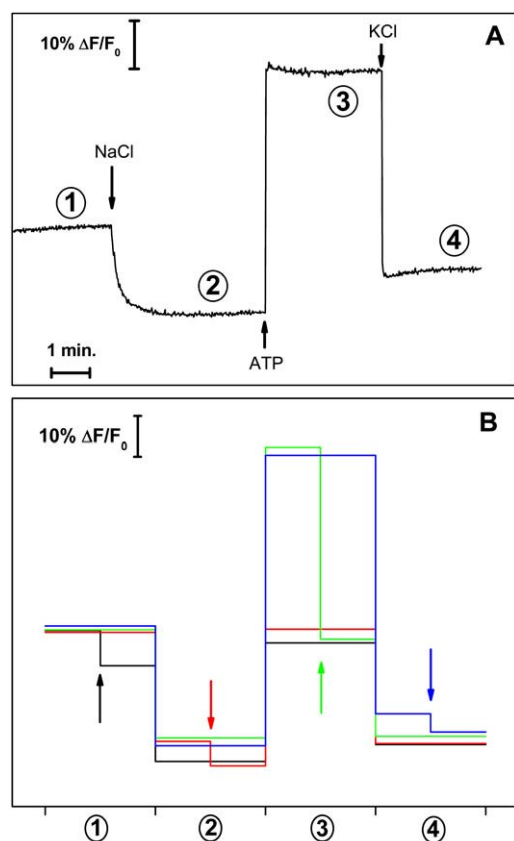 10% ΔF/F₀
A
KCl
NaCl
① ② ③ ④
1 min.
ATP
10% ΔF/F₀
B
① ② ③ ④